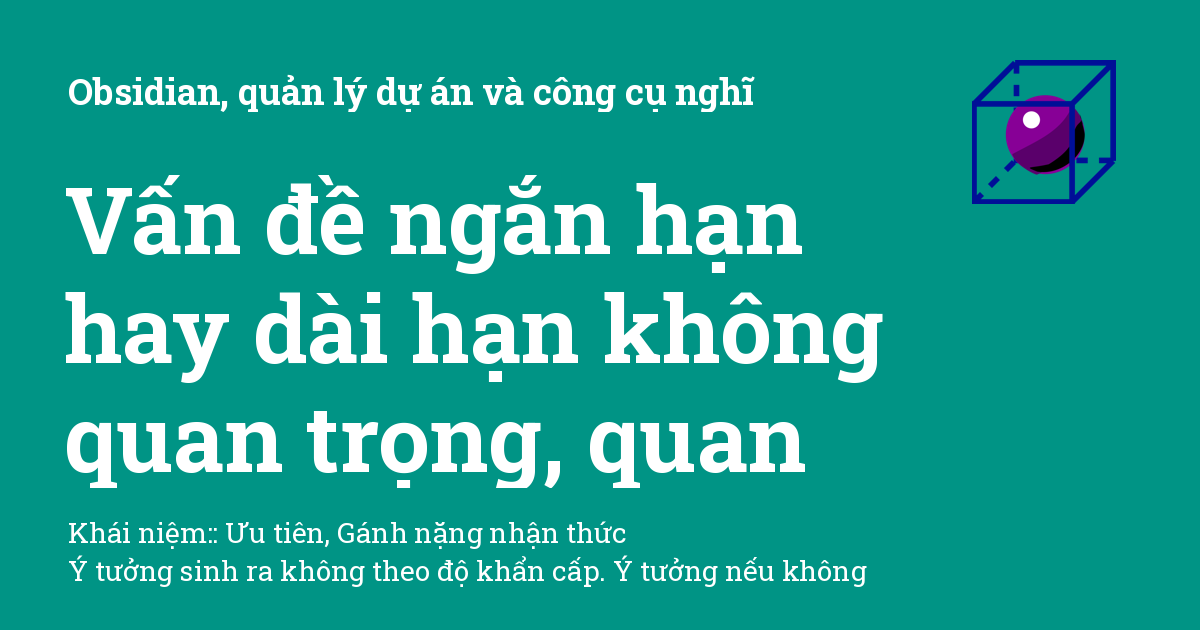 Obsidian, quản lý dự án và công cụ nghĩ
Vấn đề ngắn hạn
hay dài hạn không
quan trọng, quan
Khái niệm:: Ưu tiên, Gánh nặng nhận thức
Ý tưởng sinh ra không theo độ khẩn cấp. Ý tưởng nếu không